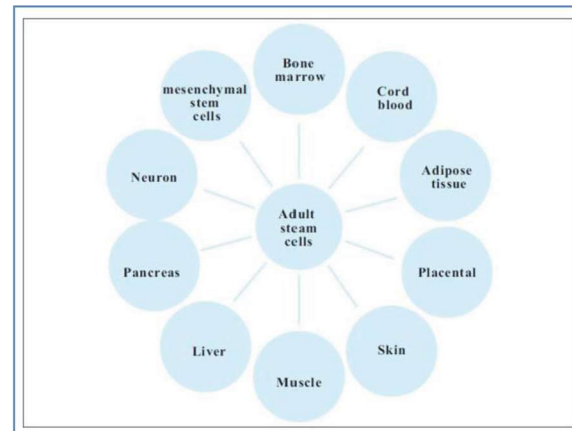 Bone
marrow
Cord
blood
Adipose
tissue
Placental
Skin
Muscle
Liver
Pancreas
Neuron
mesenchymal
stem
cells
Adult
steam
cells